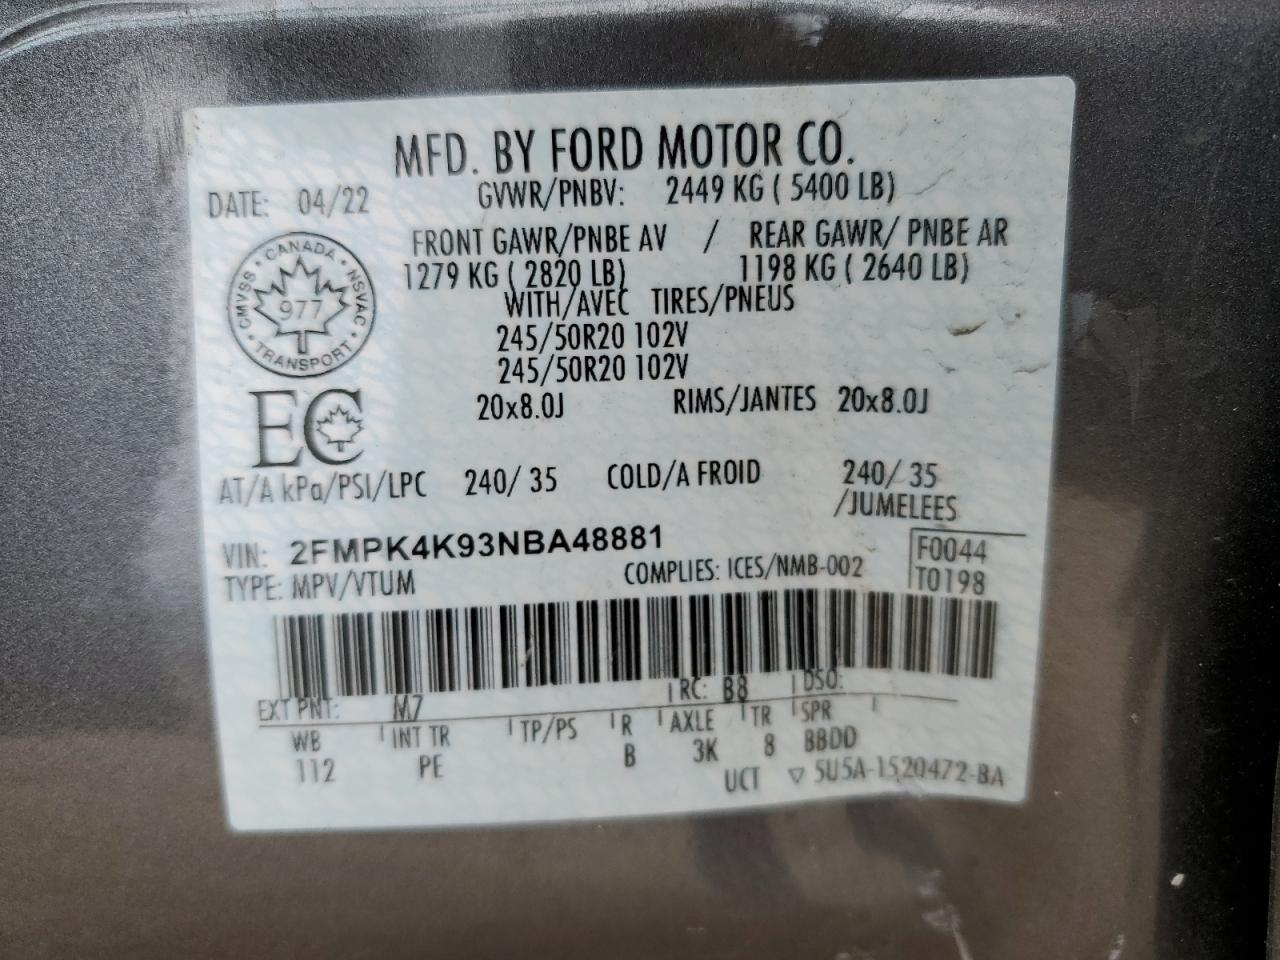 MFD. BY FORD MOTOR CO.
DATE: 04/22 GVWR/PNBV: 2449 KG ( 5400 LB)
FRONT GAWR/PNBE AV / REAR GAWR/ PNBE AR
1279 KG ( 2820 LB) 1198 KG ( 2640 LB)
WITH/AVEC TIRES/PNEUS
245/50R20 102V
245/50R20 102V
20x8.0J RIMS/JANTES 20x8.0J
CANADA
CMVSS NSVAC
977
TRANSPORT
EC
AT/A kPa/PSI/LPC 240/ 35 COLD/A FROID 240/ 35
/JUMELEES
VIN: 2FMPK4K93NBA48881
F0044
TYPE: MPV/VTUM COMPLIES: ICES/NMB-002 T0198
EXT PNT: M7 RC: B8 DSO:
WB INT TR TP/PS R AXLE TR SPR
112 PE B 3K 8 BBDD
UCT ▽ 5U5A-1520472-BA